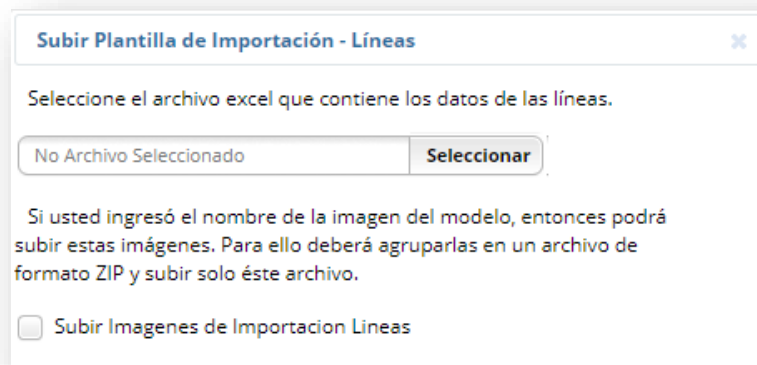 Subir Plantilla de Importación - Líneas
Seleccione el archivo excel que contiene los datos de las líneas.
No Archivo Seleccionado Seleccionar
Si usted ingresó el nombre de la imagen del modelo, entonces podrá
subir estas imágenes. Para ello deberá agruparlas en un archivo de
formato ZIP y subir solo éste archivo.
Subir Imagenes de Importacion Lineas